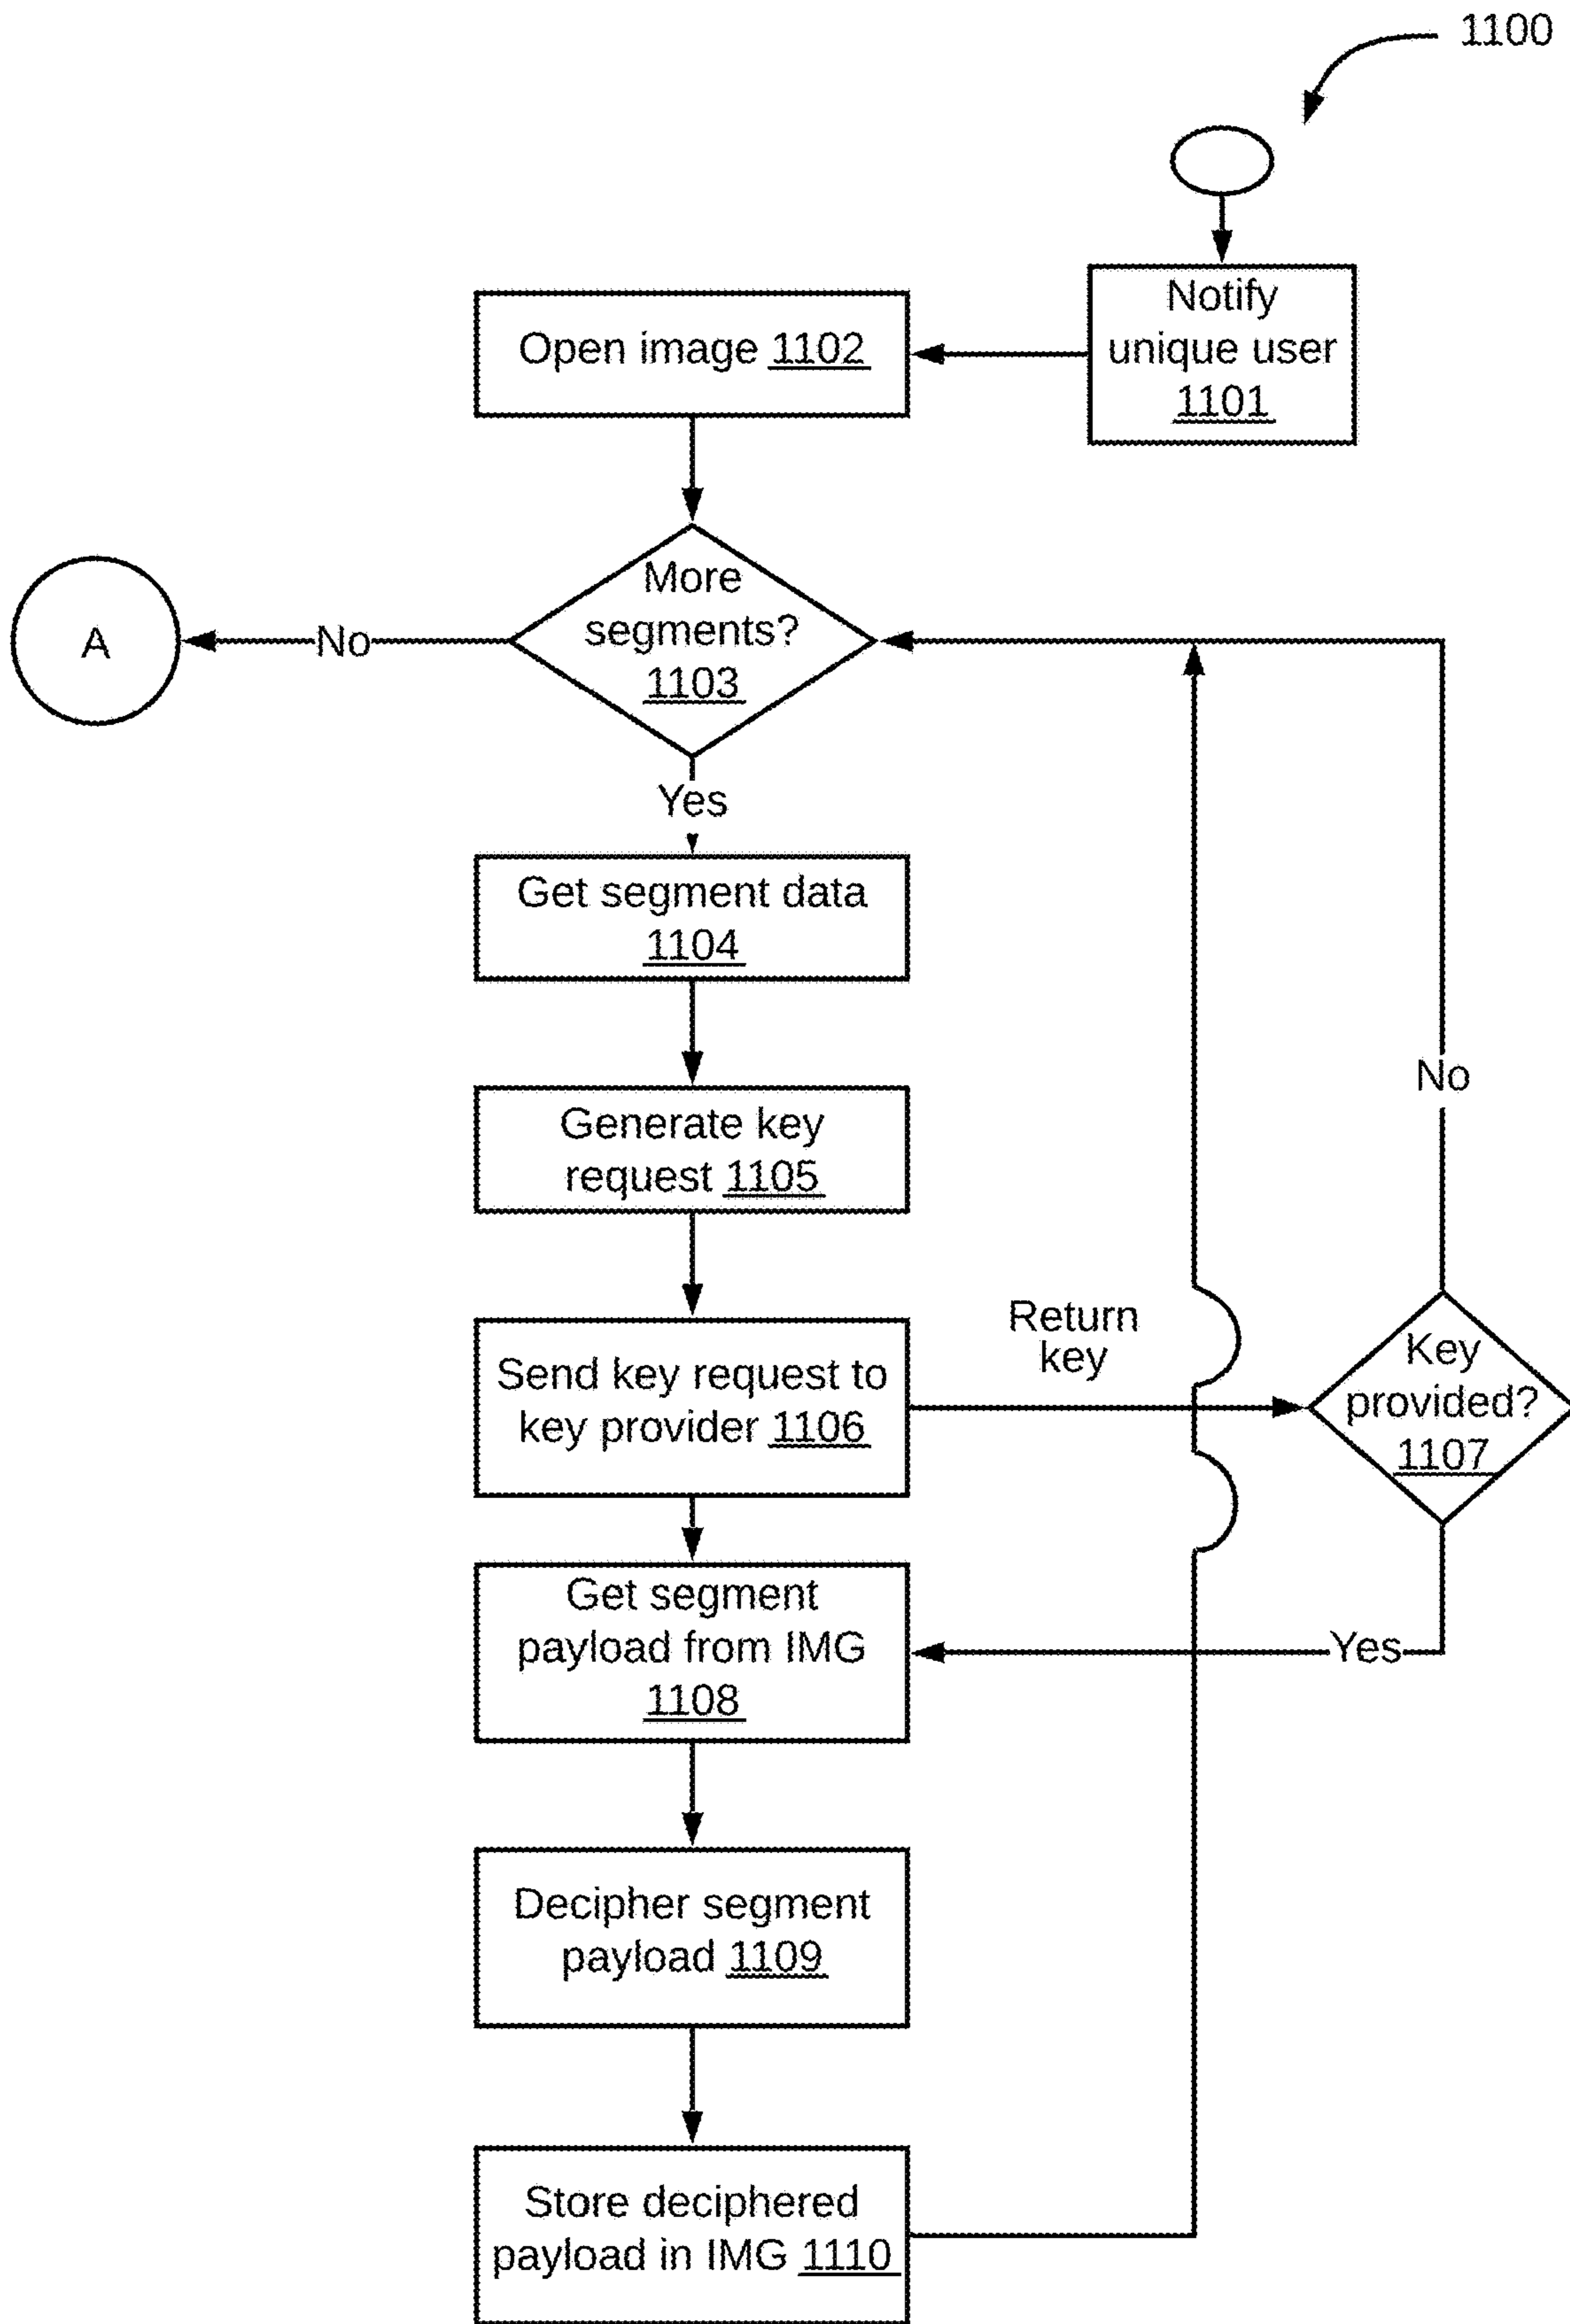 1100
Notify
unique user
1101
Open image 1102
More
segments?
1103
No
A
Yes
Get segment data
1104
Generate key
request 1105
No
Send key request to
key provider 1106
Return
key
Key
provided?
1107
Yes
Get segment
payload from IMG
1108
Decipher segment
payload 1109
Store deciphered
payload in IMG 1110